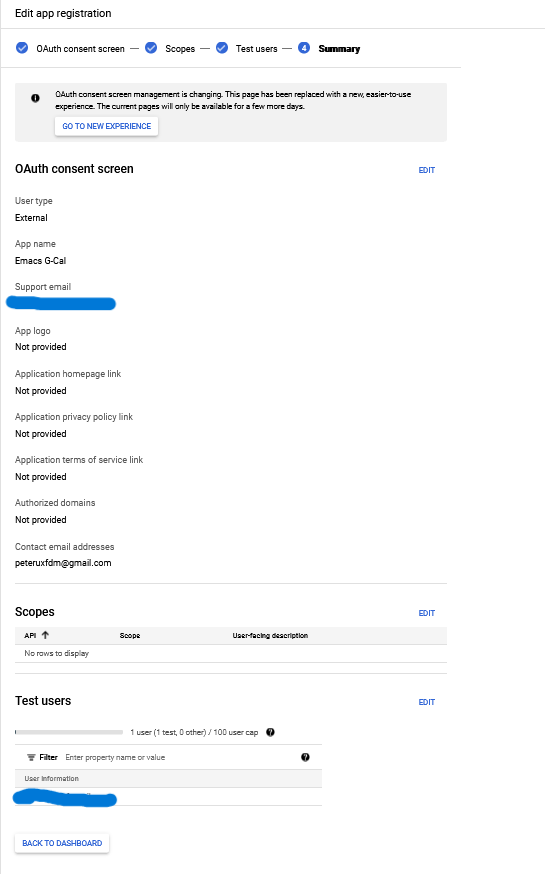 Edit app registration
OAuth consent screen — Scopes — Test users — 4 Summary
OAuth consent screen management is changing. This page has been replaced with a new, easier-to-use
experience. The current pages will only be available for a few more days.
GO TO NEW EXPERIENCE
OAuth consent screen EDIT
User type
External
App name
Emacs G-Cal
Support email
App logo
Not provided
Application homepage link
Not provided
Application privacy policy link
Not provided
Application terms of service link
Not provided
Authorized domains
Not provided
Contact email addresses
peteruxfdm@gmail.com
Scopes EDIT
API ↑ Scope User-facing description
No rows to display
Test users EDIT
1 user (1 test, 0 other) / 100 user cap
Filter Enter property name or value
User information
BACK TO DASHBOARD